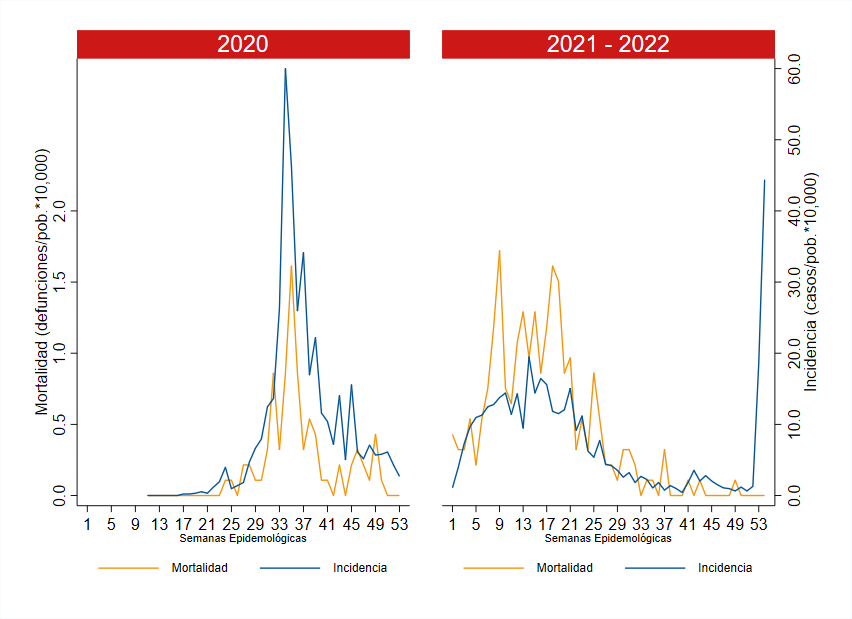 2020
2021 - 2022
Mortalidad (defunciones/pob.*10,000)
0.0 0.5 1.0 1.5 2.0
Incidencia (casos/pob.*10,000)
0.0 10.0 20.0 30.0 40.0 50.0 60.0
1 5 9 13 17 21 25 29 33 37 41 45 49 53
Semanas Epidemológicas
Mortalidad Incidencia
1 5 9 13 17 21 25 29 33 37 41 45 49 53
Semanas Epidemológicas
Mortalidad Incidencia